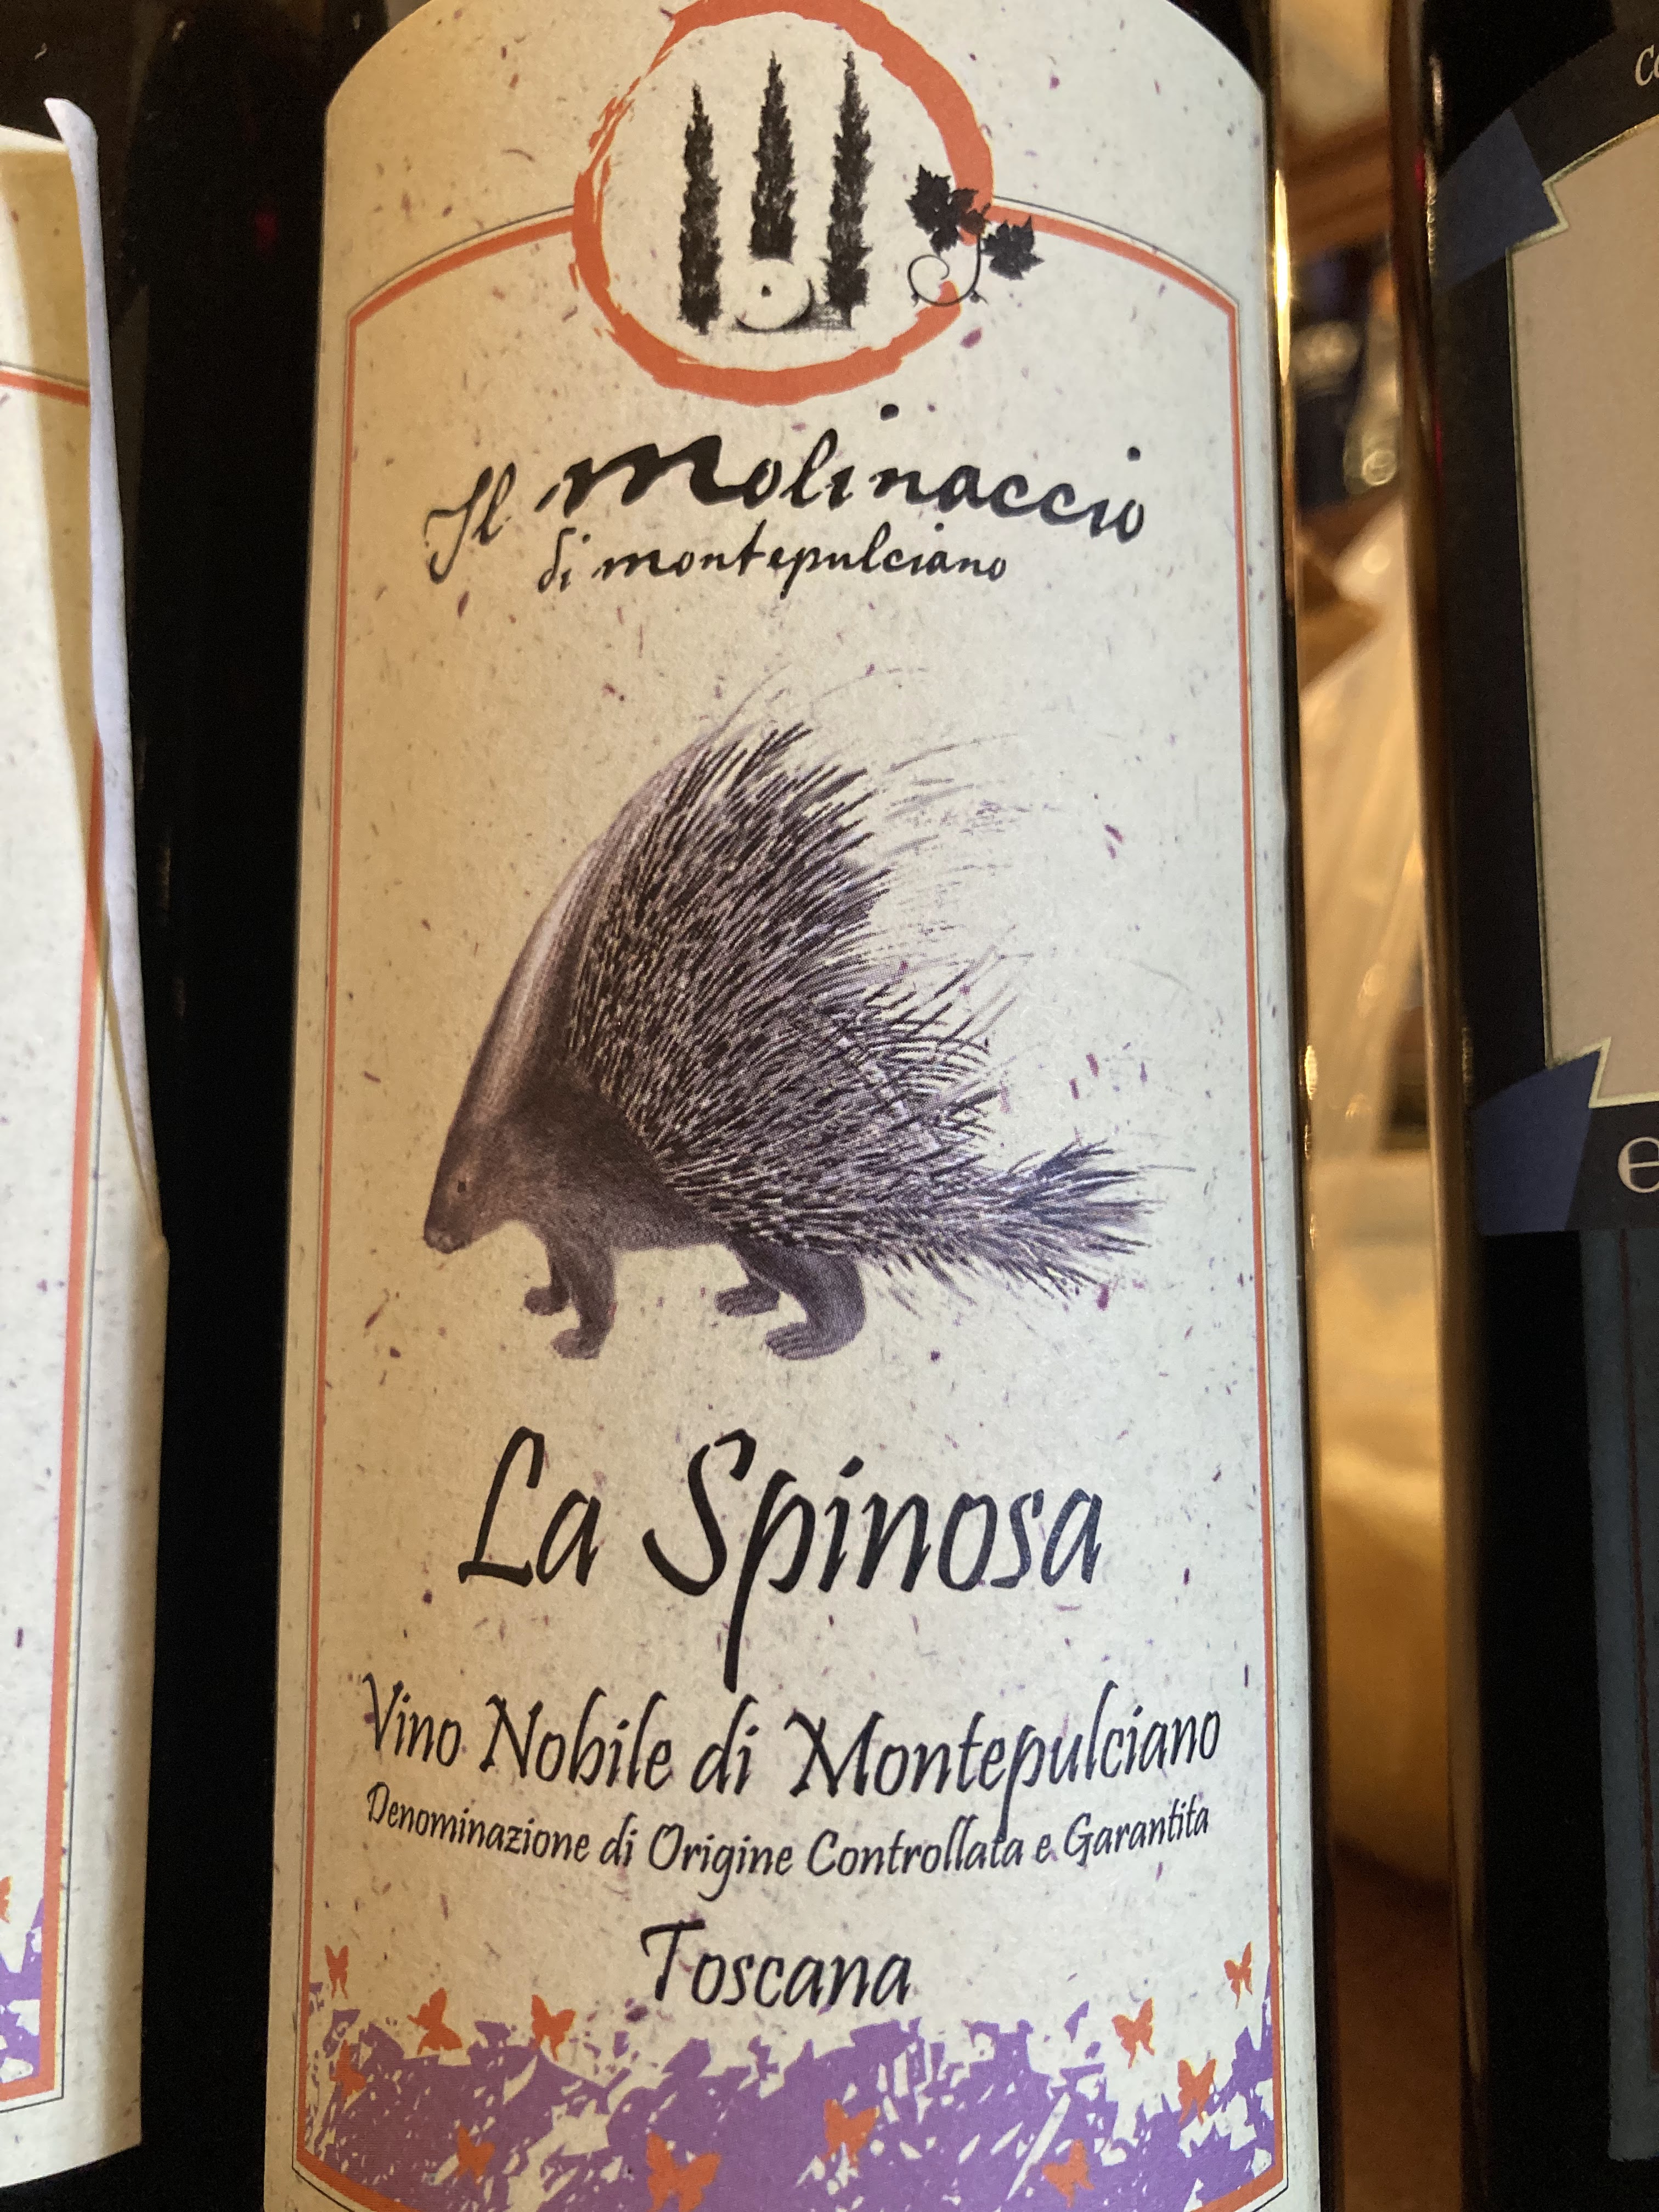 Il Molinaccio
di montepulciano
La Spinosa
Vino Nobile di Montepulciano
Denominazione di Origine Controllata e Garantita
Toscana